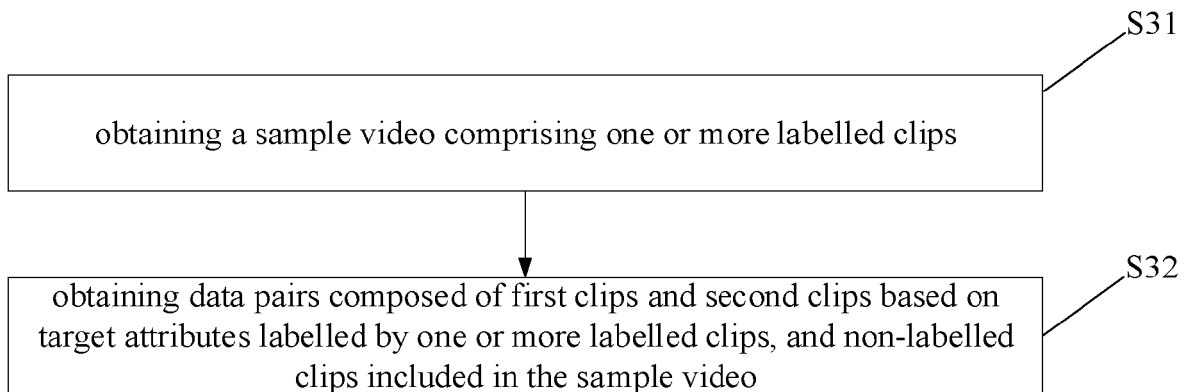 S31
obtaining a sample video comprising one or more labelled clips
S32
obtaining data pairs composed of first clips and second clips based on
target attributes labelled by one or more labelled clips, and non-labelled
clips included in the sample video